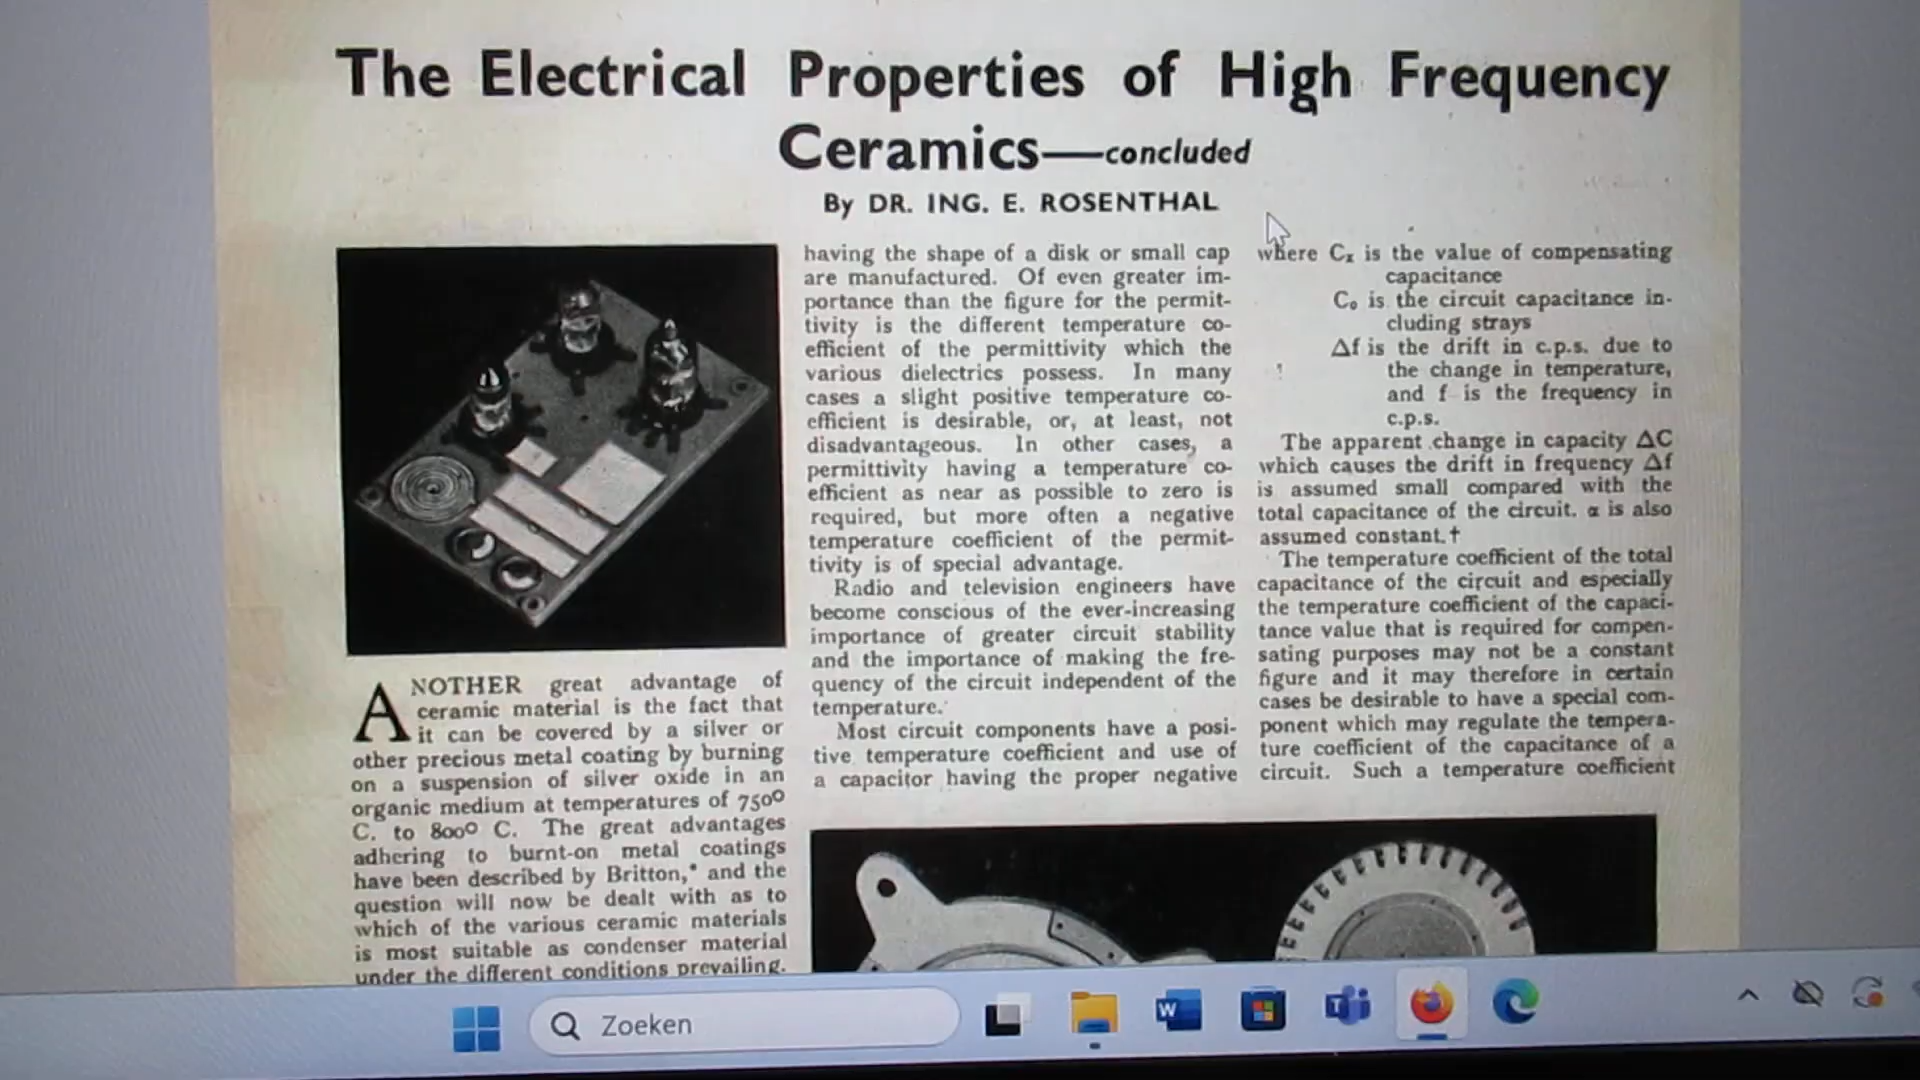 The Electrical Properties of High Frequency
Ceramics—concluded
By DR. ING. E. ROSENTHAL
ANOTHER great advantage of
ceramic material is the fact that
it can be covered by a silver or
other precious metal coating by burning
on a suspension of silver oxide in an
organic medium at temperatures of 750°
C. to 800° C. The great advantages
adhering to burnt-on metal coatings
have been described by Britton,* and the
question will now be dealt with as to
which of the various ceramic materials
is most suitable as condenser material
under the different conditions prevailing.
having the shape of a disk or small cap
are manufactured. Of even greater im-
portance than the figure for the permit-
tivity is the different temperature co-
efficient of the permittivity which the
various dielectrics possess. In many
cases a slight positive temperature co-
efficient is desirable, or, at least, not
disadvantageous. In other cases, a
permittivity having a temperature co-
efficient as near as possible to zero is
required, but more often a negative
temperature coefficient of the permit-
tivity is of special advantage.
Radio and television engineers have
become conscious of the ever-increasing
importance of greater circuit stability
and the importance of making the fre-
quency of the circuit independent of the
temperature.
Most circuit components have a posi-
tive temperature coefficient and use of
a capacitor having the proper negative
where Cx is the value of compensating
capacitance
Co is the circuit capacitance in-
cluding strays
Δf is the drift in c.p.s. due to
the change in temperature,
and f is the frequency in
c.p.s.
The apparent change in capacity ΔC
which causes the drift in frequency Δf
is assumed small compared with the
total capacitance of the circuit. α is also
assumed constant.†
The temperature coefficient of the total
capacitance of the circuit and especially
the temperature coefficient of the capaci-
tance value that is required for compen-
sating purposes may not be a constant
figure and it may therefore in certain
cases be desirable to have a special com-
ponent which may regulate the tempera-
ture coefficient of the capacitance of a
circuit. Such a temperature coefficient
Zoeken